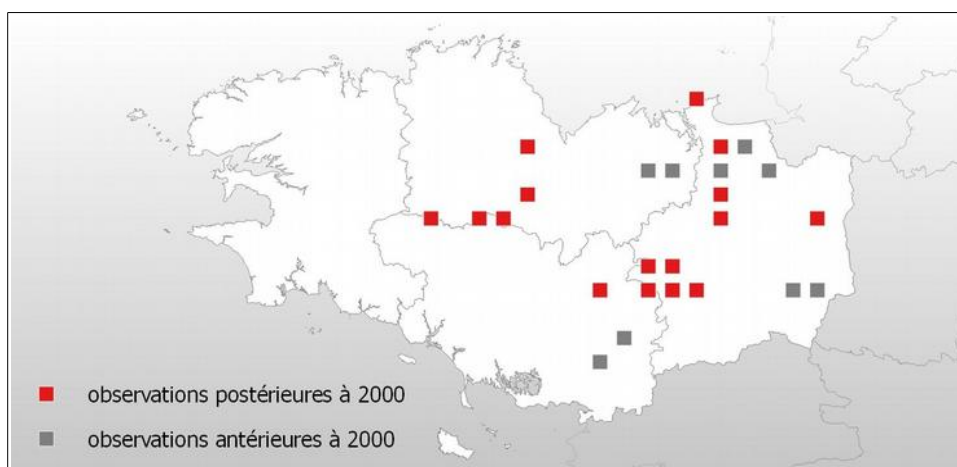 observations postérieures à 2000
observations antérieures à 2000